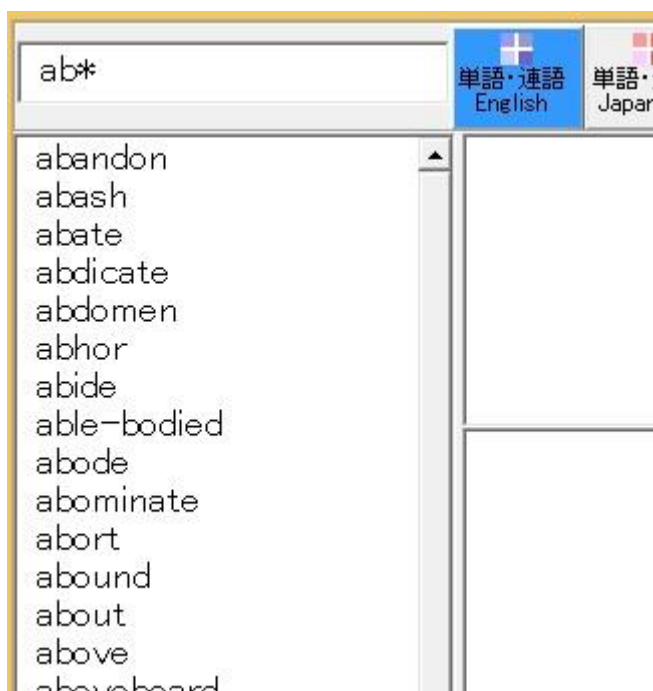 ab*
単語・連語
English
単語・
Japan
abandon
abash
abate
abdicate
abdomen
abhor
abide
able-bodied
abode
abominate
abort
abound
about
above
aboveboard